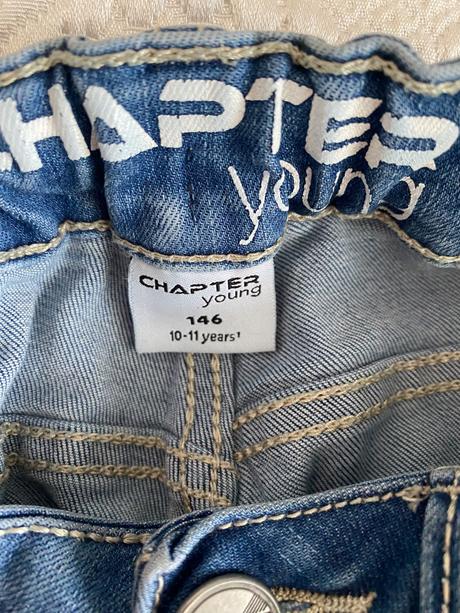 CHAPTER
young
CHAPTER
young
146
10-11 years¹